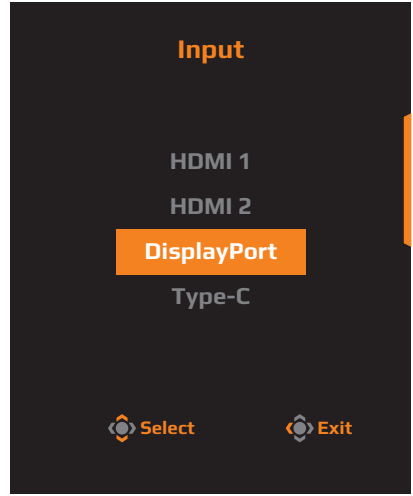 Input
HDMI 1
HDMI 2
DisplayPort
Type-C
Select Exit